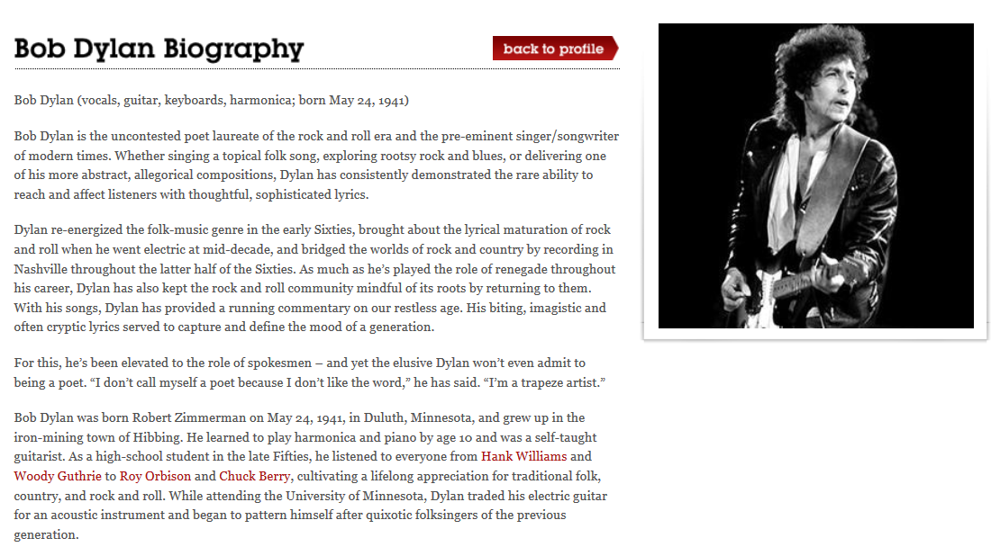 Bob Dylan Biography
back to profile
Bob Dylan (vocals, guitar, keyboards, harmonica; born May 24, 1941)
Bob Dylan is the uncontested poet laureate of the rock and roll era and the pre-eminent singer/songwriter
of modern times. Whether singing a topical folk song, exploring rootsy rock and blues, or delivering one
of his more abstract, allegorical compositions, Dylan has consistently demonstrated the rare ability to
reach and affect listeners with thoughtful, sophisticated lyrics.
Dylan re-energized the folk-music genre in the early Sixties, brought about the lyrical maturation of rock
and roll when he went electric at mid-decade, and bridged the worlds of rock and country by recording in
Nashville throughout the latter half of the Sixties. As much as he’s played the role of renegade throughout
his career, Dylan has also kept the rock and roll community mindful of its roots by returning to them.
With his songs, Dylan has provided a running commentary on our restless age. His biting, imagistic and
often cryptic lyrics served to capture and define the mood of a generation.
For this, he’s been elevated to the role of spokesmen – and yet the elusive Dylan won’t even admit to
being a poet. “I don’t call myself a poet because I don’t like the word,” he has said. “I’m a trapeze artist.”
Bob Dylan was born Robert Zimmerman on May 24, 1941, in Duluth, Minnesota, and grew up in the
iron-mining town of Hibbing. He learned to play harmonica and piano by age 10 and was a self-taught
guitarist. As a high-school student in the late Fifties, he listened to everyone from Hank Williams and
Woody Guthrie to Roy Orbison and Chuck Berry, cultivating a lifelong appreciation for traditional folk,
country, and rock and roll. While attending the University of Minnesota, Dylan traded his electric guitar
for an acoustic instrument and began to pattern himself after quixotic folksingers of the previous
generation.